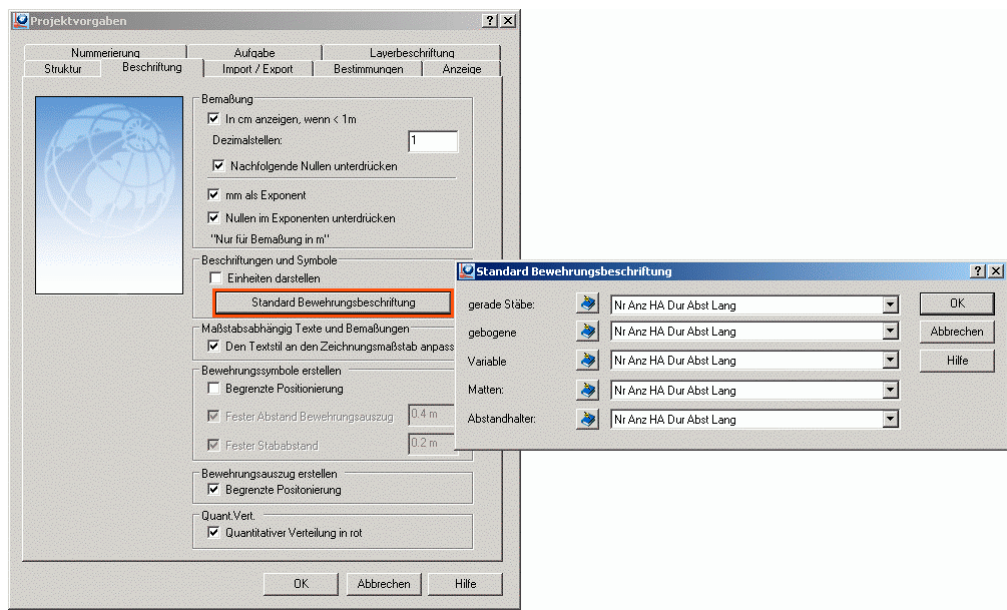 Projektvorgaben
Nummerierung Aufgabe Layerbeschriftung
Struktur Beschriftung Import / Export Bestimmungen Anzeige
Bemaßung
In cm anzeigen, wenn < 1m
Dezimalstellen: 1
Nachfolgende Nullen unterdrücken
mm als Exponent
Nullen im Exponenten unterdrücken
"Nur für Bemaßung in m"
Beschriftungen und Symbole
Einheiten darstellen
Standard Bewehrungsbeschriftung
Maßstabsabhängig Texte und Bemaßungen
Den Textstil an den Zeichnungsmaßstab anpass
Bewehrungssymbole erstellen
Begrenzte Positionierung
Fester Abstand Bewehrungsauszug 0.4 m
Fester Stababstand 0.2 m
Bewehrungsauszug erstellen
Begrenzte Positonierung
Quant.Vert.
Quantitativer Verteilung in rot
OK Abbrechen Hilfe
Standard Bewehrungsbeschriftung
gerade Stäbe: Nr Anz HA Dur Abst Lang OK
gebogene Nr Anz HA Dur Abst Lang Abbrechen
Variable Nr Anz HA Dur Abst Lang Hilfe
Matten: Nr Anz HA Dur Abst Lang
Abstandhalter: Nr Anz HA Dur Abst Lang